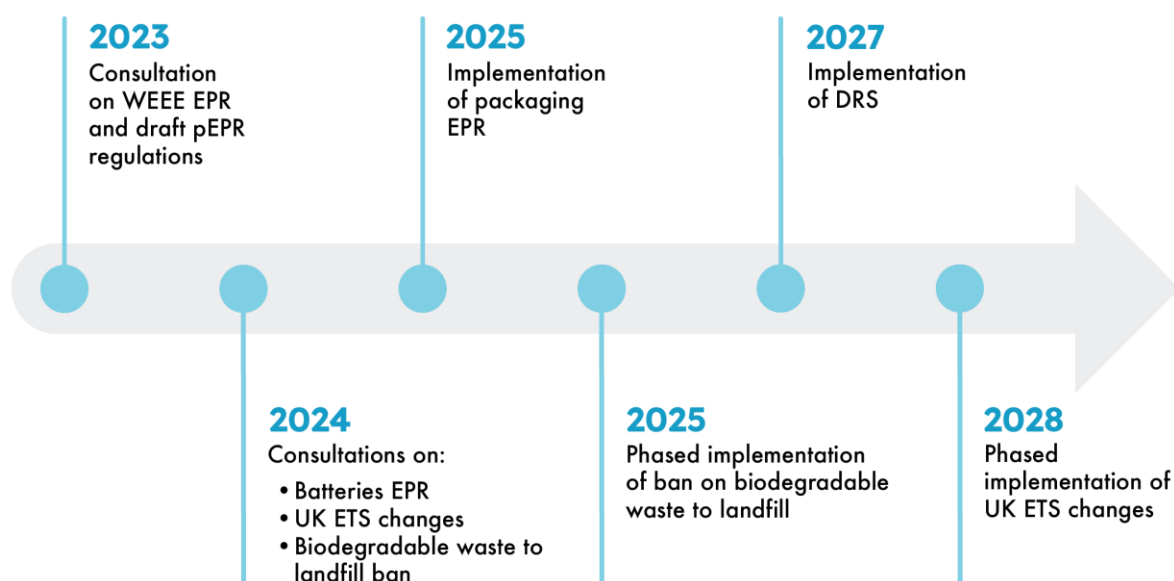 2023
Consultation
on WEEE EPR
and draft pEPR
regulations
2024
Consultations on:
• Batteries EPR
• UK ETS changes
• Biodegradable waste to
landfill ban
2025
Implementation
of packaging
EPR
2025
Phased implementation
of ban on biodegradable
waste to landfill
2027
Implementation
of DRS
2028
Phased
implementation of
UK ETS changes